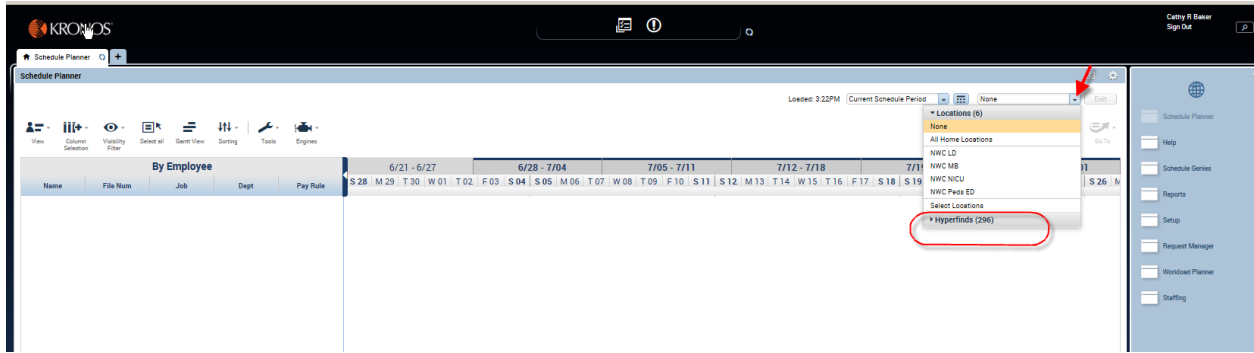 KRONOS
Cathy R Baker
Sign Out
Schedule Planner
+
Schedule Planner
Loaded: 3:22PM Current Schedule Period None Edit
Locations (6)
None
All Home Locations
NWC LD
NWC MB
NWC NICU
NWC Peds ED
Select Locations
Hyperfinds (296)
View Column Selection Visibility Filter Select all Gantt View Sorting Tools Engines Go To
By Employee
Name File Num Job Dept Pay Rule
6/21 - 6/27 6/28 - 7/04 7/05 - 7/11 7/12 - 7/18
S 28 M 29 T 30 W 01 T 02 F 03 S 04 S 05 M 06 T 07 W 08 T 09 F 10 S 11 S 12 M 13 T 14 W 15 T 16 F 17 S 18 S 19 S 26
Schedule Planner
Help
Schedule Genies
Reports
Setup
Request Manager
Workload Planner
Staffing